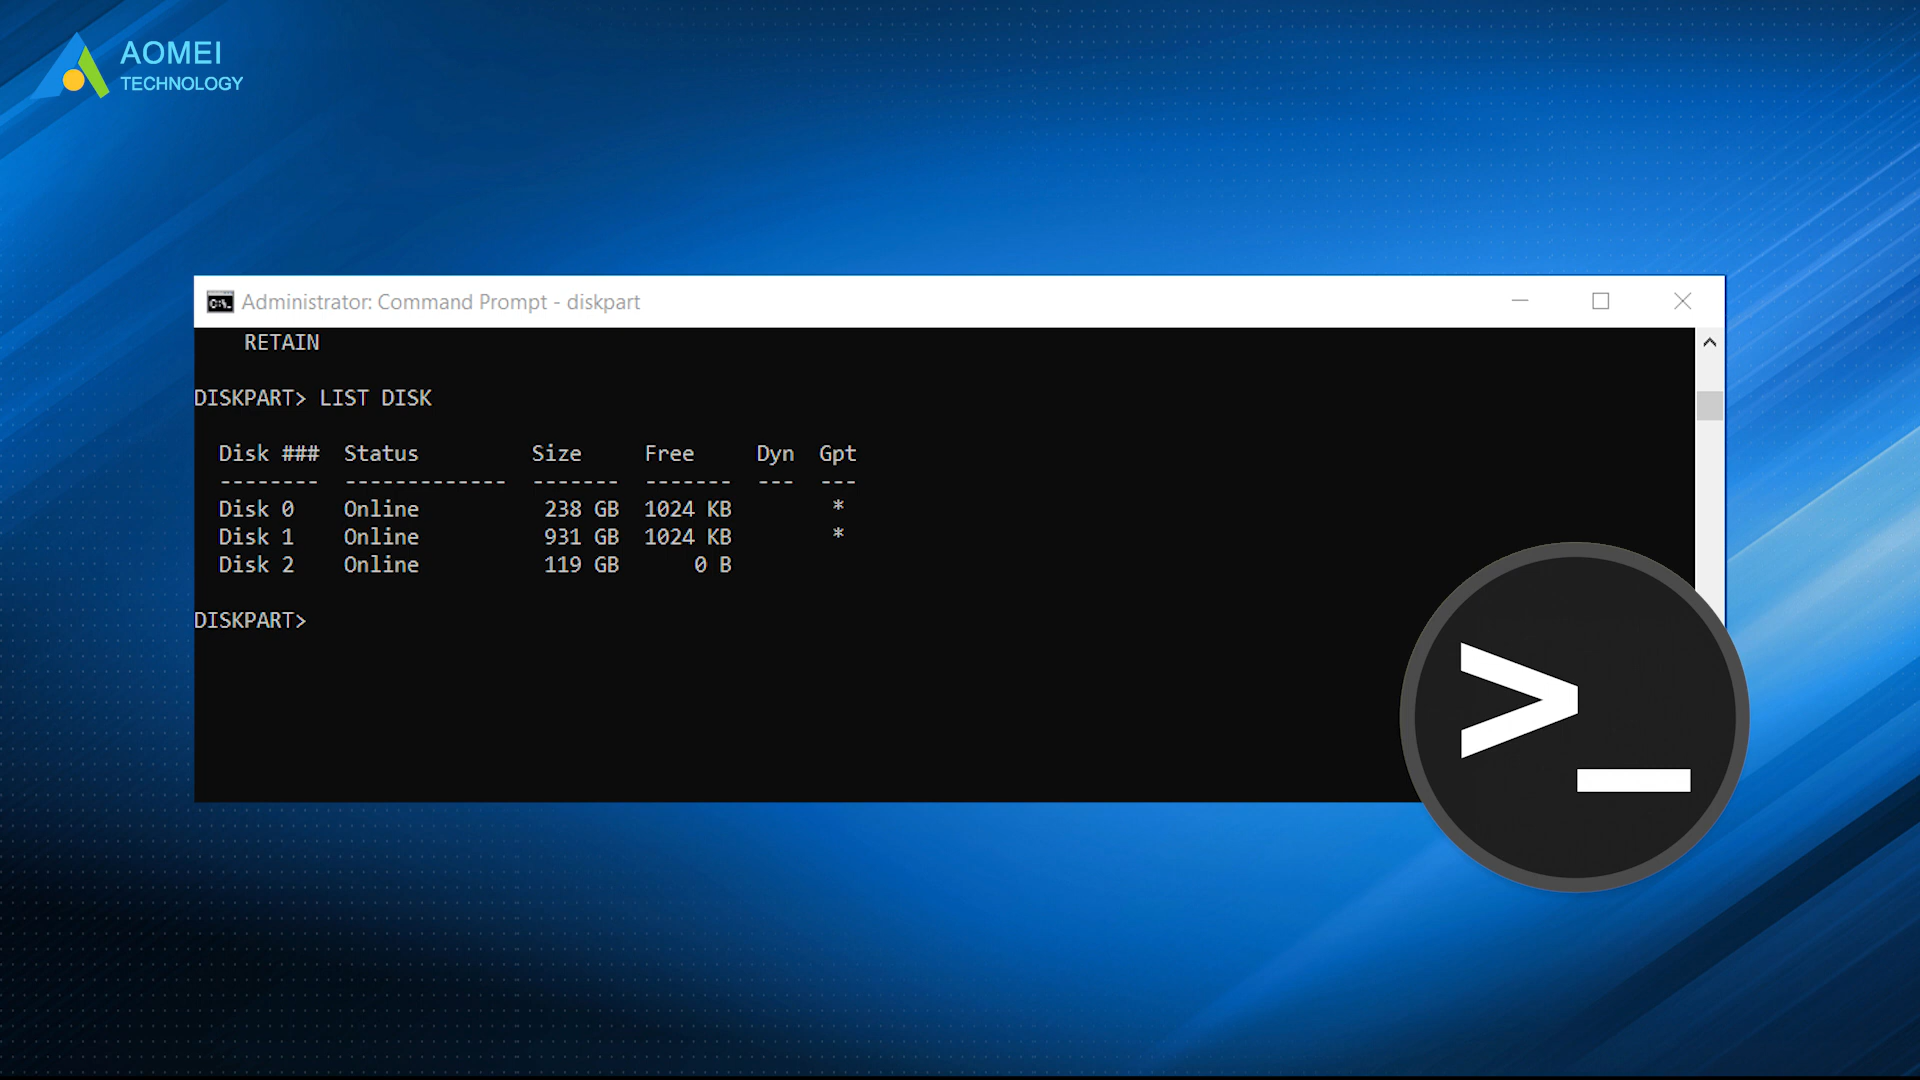 AOMEI
TECHNOLOGY
Administrator: Command Prompt - diskpart
RETAIN
DISKPART> LIST DISK
Disk ###  Status         Size     Free     Dyn  Gpt
--------  -------------  -------  -------  ---  ---
Disk 0    Online          238 GB  1024 KB        *
Disk 1    Online          931 GB  1024 KB        *
Disk 2    Online          119 GB      0 B
DISKPART>
>_